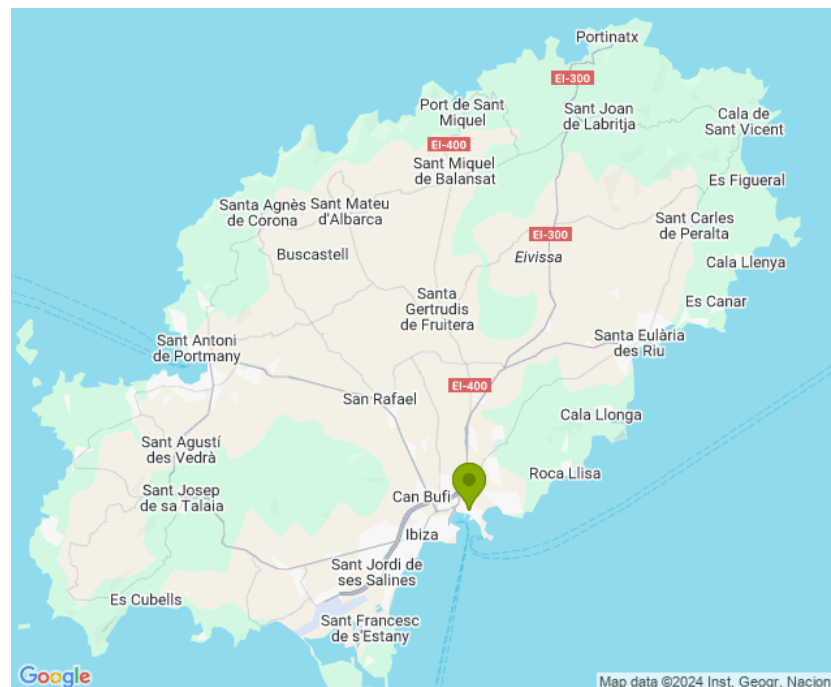 Portinatx
EI-300
Port de Sant
Miquel
Sant Joan
de Labritja
Cala de
Sant Vicent
EI-400
Sant Miquel
de Balansat
Es Figueral
Santa Agnès
de Corona
Sant Mateu
d'Albarca
Sant Carles
de Peralta
EI-300
Buscastell
Eivissa
Cala Llenya
Santa
Gertrudis
de Fruitera
Es Canar
Sant Antoni
de Portmany
Santa Eulària
des Riu
EI-400
San Rafael
Cala Llonga
Sant Agustí
des Vedrà
Roca Llisa
Sant Josep
de sa Talaia
Can Bufi
Ibiza
Sant Jordi de
ses Salines
Es Cubells
Sant Francesc
de s'Estany
Google
Map data ©2024 Inst. Geogr. Nacion